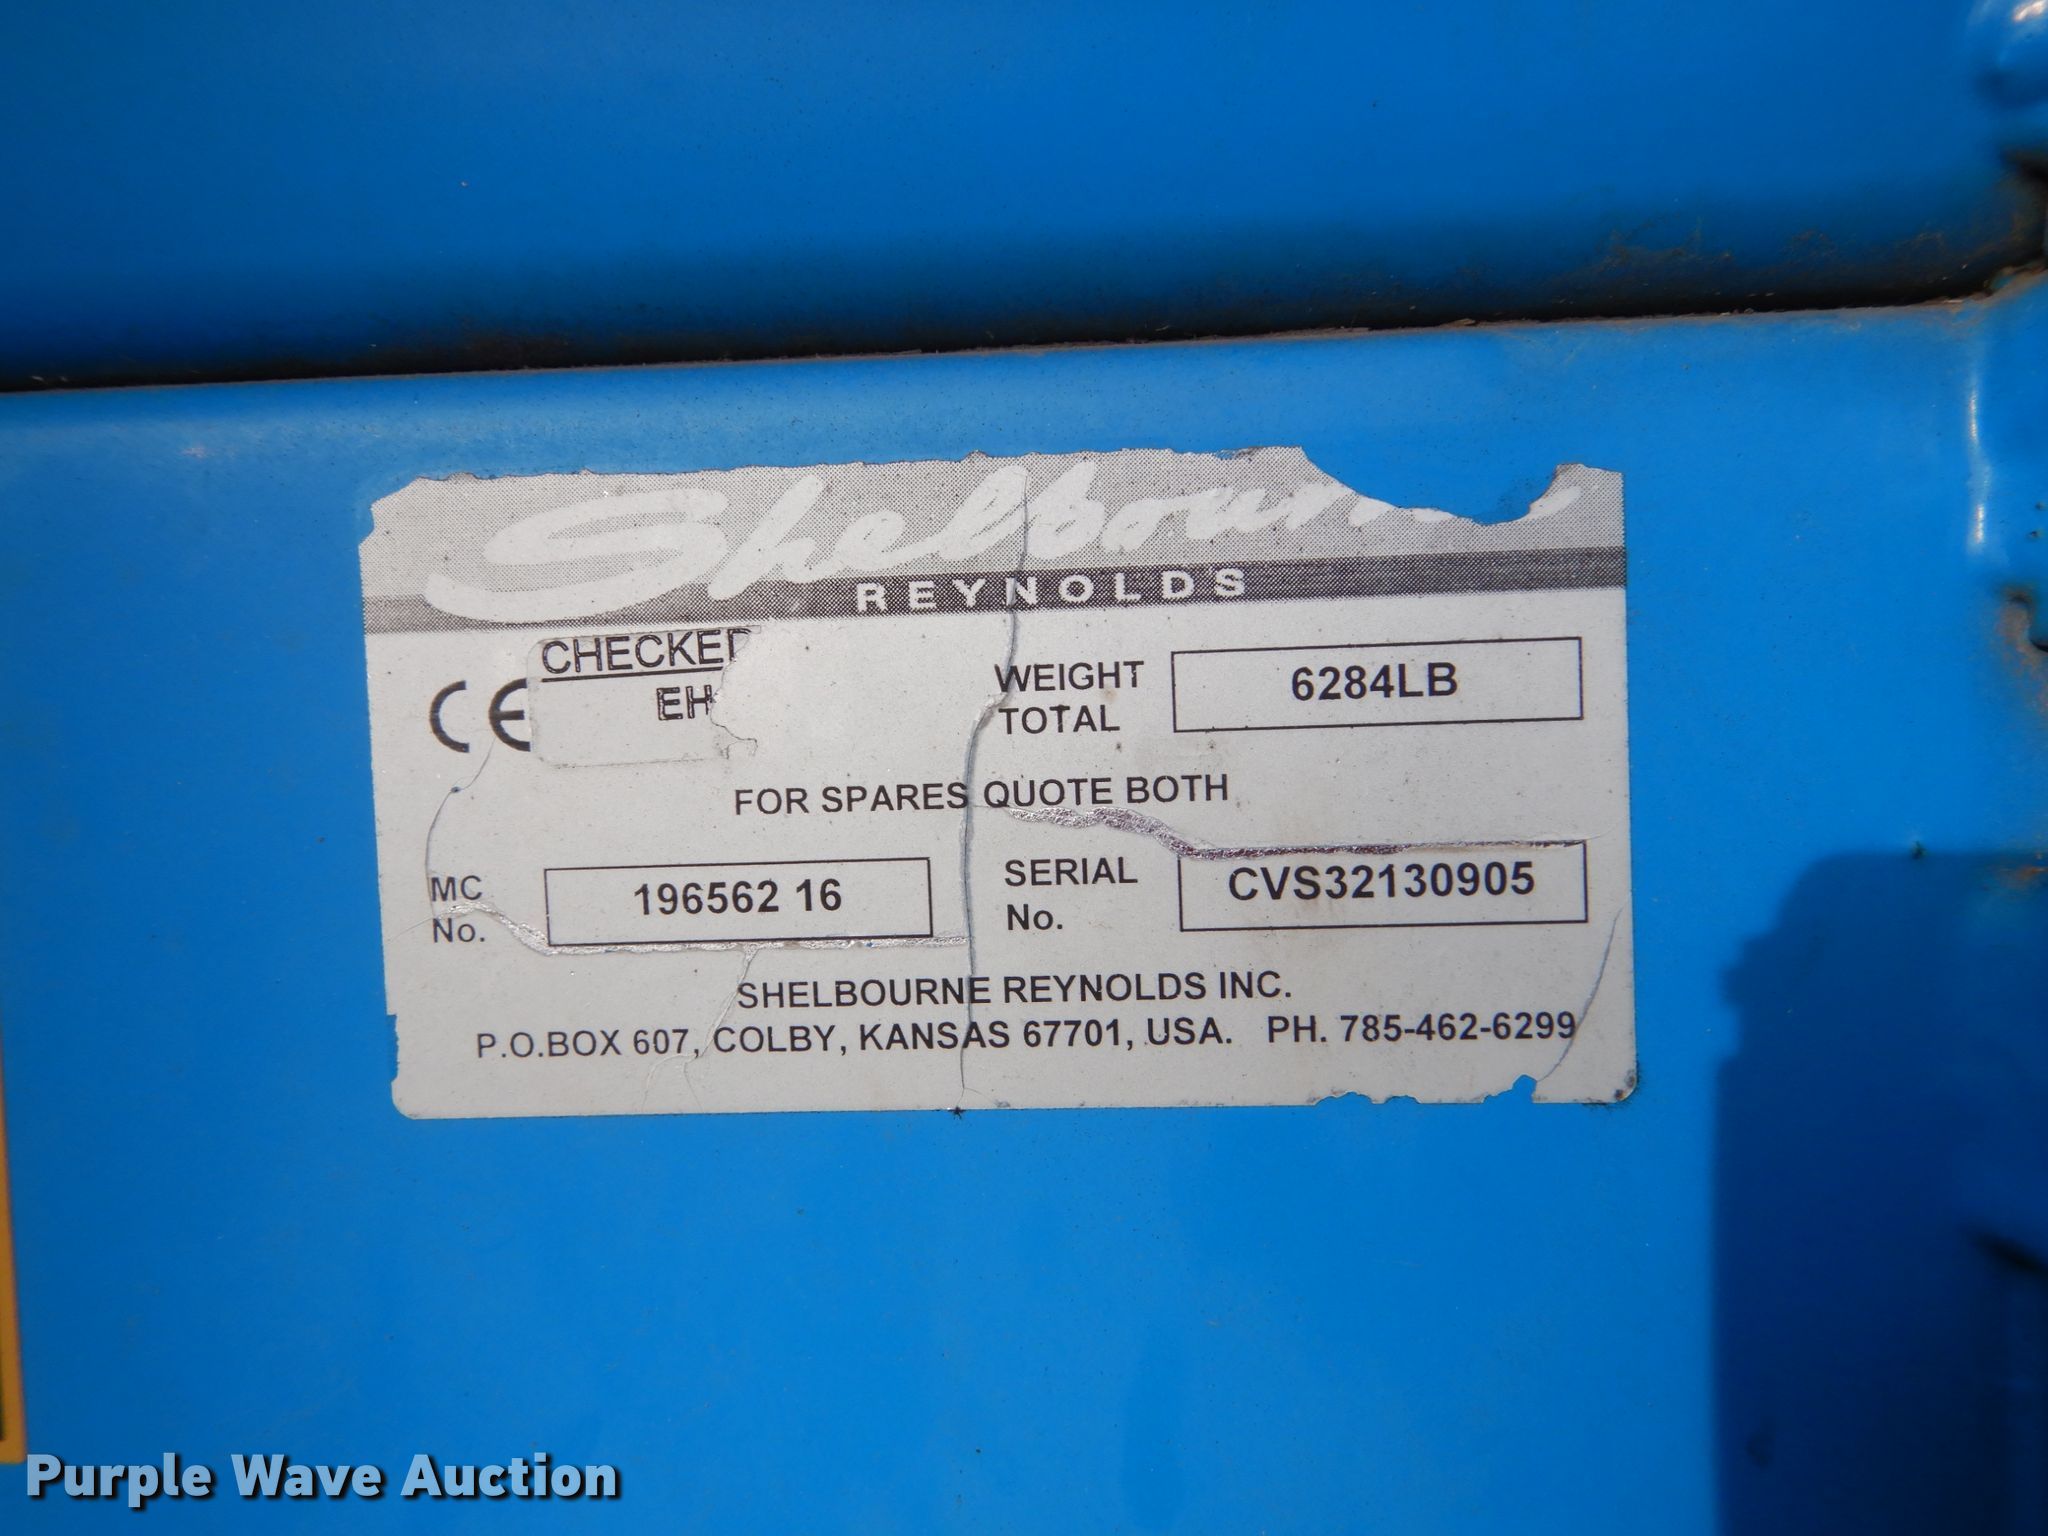 Shelbourne
REYNOLDS
CHECKED
EH
CE
WEIGHT TOTAL 6284LB
FOR SPARES QUOTE BOTH
MC No. 196562 16
SERIAL No. CVS32130905
SHELBOURNE REYNOLDS INC.
P.O.BOX 607, COLBY, KANSAS 67701, USA. PH. 785-462-6299
Purple Wave Auction